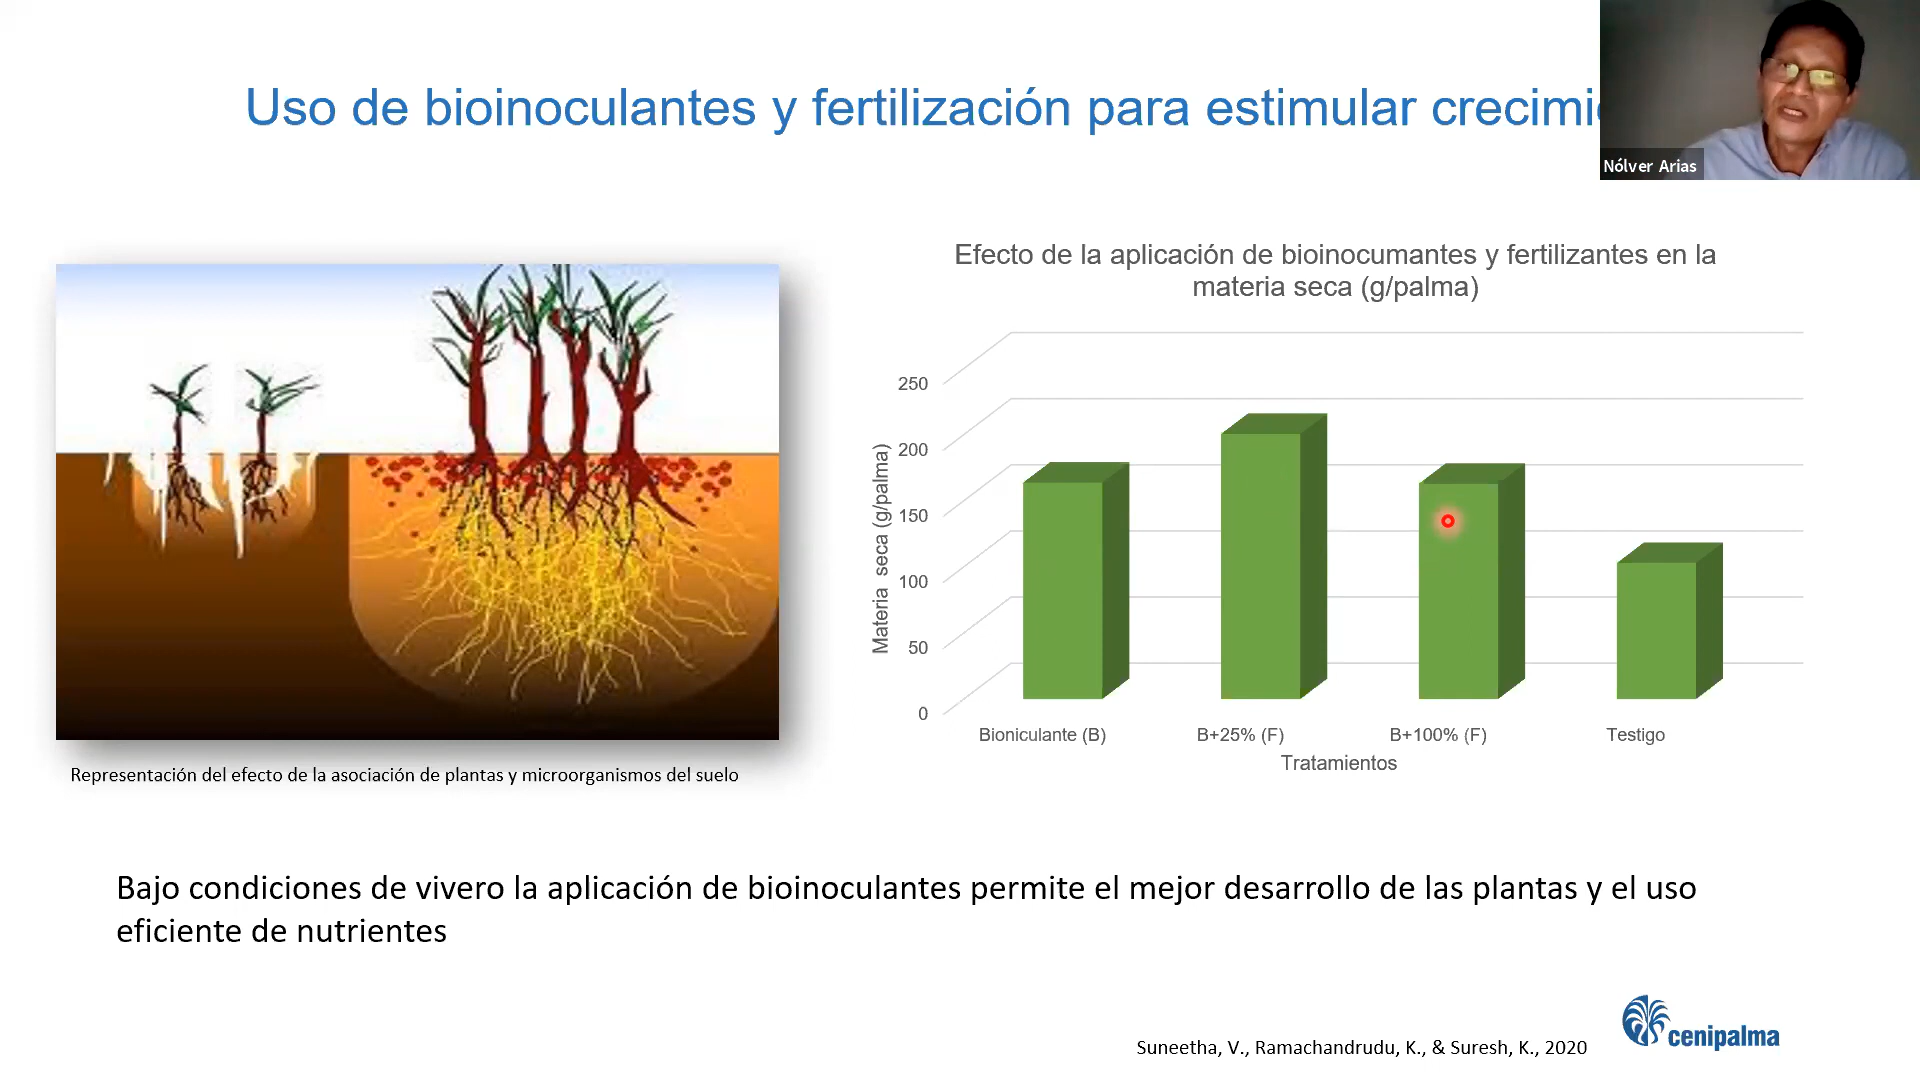 Uso de bioinoculantes y fertilización para estimular
Nólver Arias
Efecto de la aplicación de bioinocumantes y fertilizantes en la
materia seca (g/palma)
Materia seca (g/palma)
250
200
150
100
50
0
Bioniculante (B)
B+25% (F)
B+100% (F)
Testigo
Tratamientos
Representación del efecto de la asociación de plantas y microorganismos del suelo
Bajo condiciones de vivero la aplicación de bioinoculantes permite el mejor desarrollo de las plantas y el uso
eficiente de nutrientes
Suneetha, V., Ramachandrudu, K., & Suresh, K., 2020
cenipalma